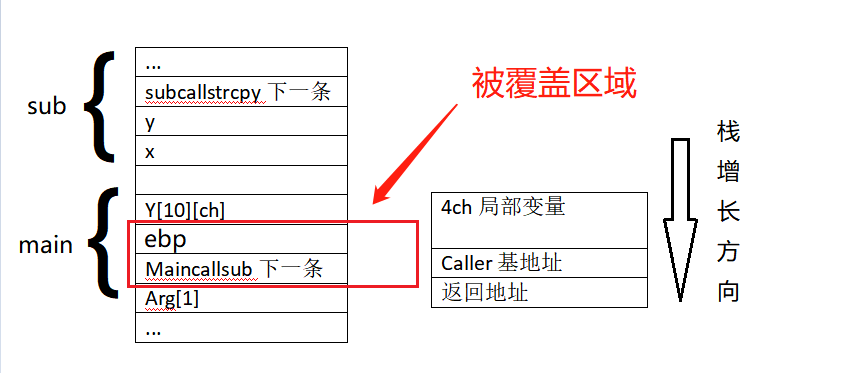 被覆盖区域
sub
...
subcallstrcpy 下一条
y
x
main
Y[10][ch]
ebp
Maincallsub 下一条
Arg[1]
...
4ch 局部变量
Caller 基地址
返回地址
栈
增
长
方
向